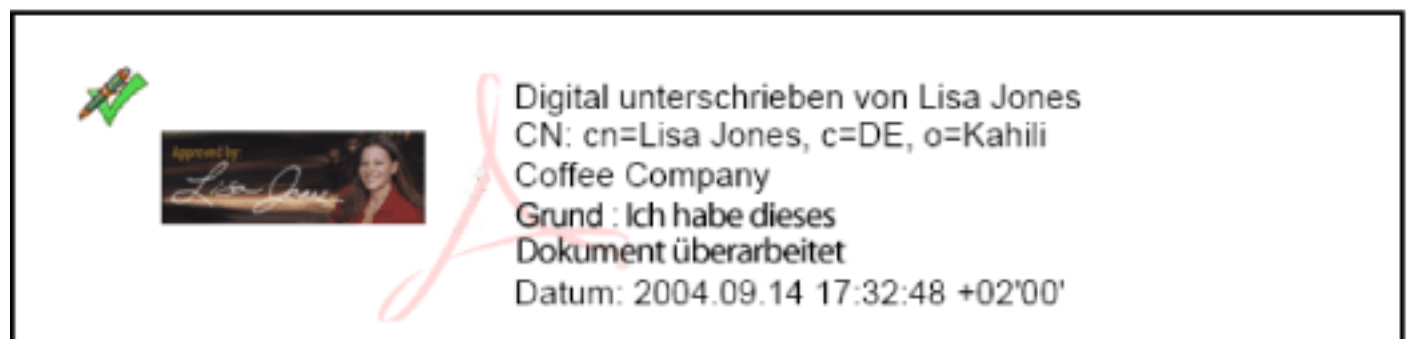 Approved by:
Lisa Jones
Digital unterschrieben von Lisa Jones
CN: cn=Lisa Jones, c=DE, o=Kahili
Coffee Company
Grund : Ich habe dieses
Dokument überarbeitet
Datum: 2004.09.14 17:32:48 +02'00'